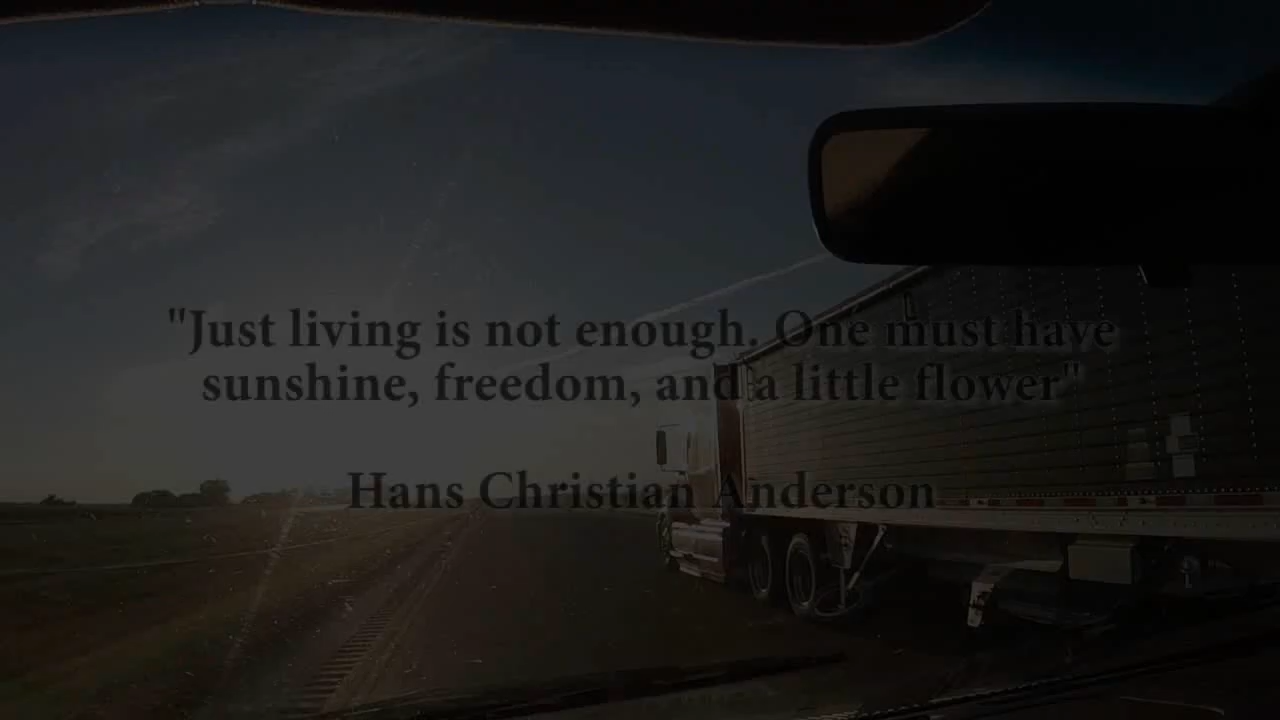 "Just living is not enough. One must have
sunshine, freedom, and a little flower"
Hans Christian Anderson